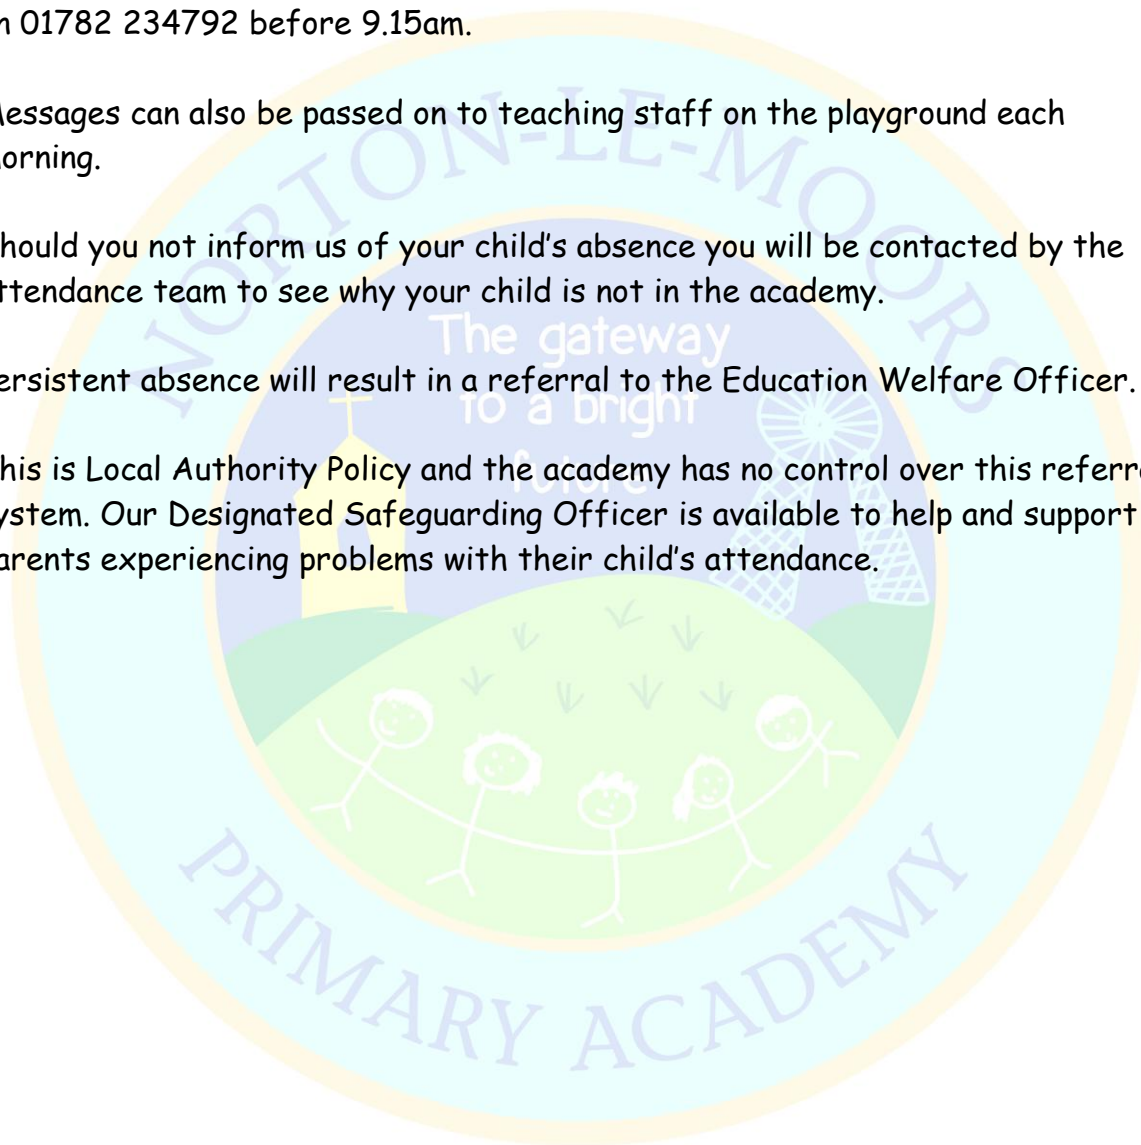 n 01782 234792 before 9.15am.
essages can also be passed on to teaching staff on the playground each
orning.
hould you not inform us of your child's absence you will be contacted by the
ttendance team to see why your child is not in the academy.
ersistent absence will result in a referral to the Education Welfare Officer.
his is Local Authority Policy and the academy has no control over this referr
ystem. Our Designated Safeguarding Officer is available to help and support
arents experiencing problems with their child's attendance.
NORTON-LE-MOORS
The gateway
to a bright
future
PRIMARY ACADEMY